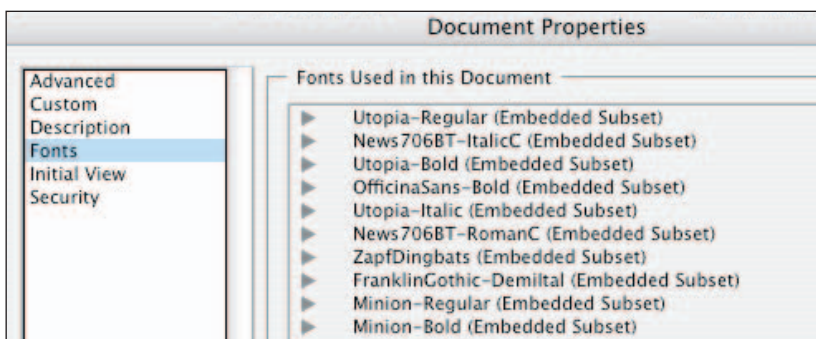 Document Properties
Advanced
Custom
Description
Fonts
Initial View
Security
Fonts Used in this Document
Utopia-Regular (Embedded Subset)
News706BT-ItalicC (Embedded Subset)
Utopia-Bold (Embedded Subset)
OfficinaSans-Bold (Embedded Subset)
Utopia-Italic (Embedded Subset)
News706BT-RomanC (Embedded Subset)
ZapfDingbats (Embedded Subset)
FranklinGothic-DemiItal (Embedded Subset)
Minion-Regular (Embedded Subset)
Minion-Bold (Embedded Subset)